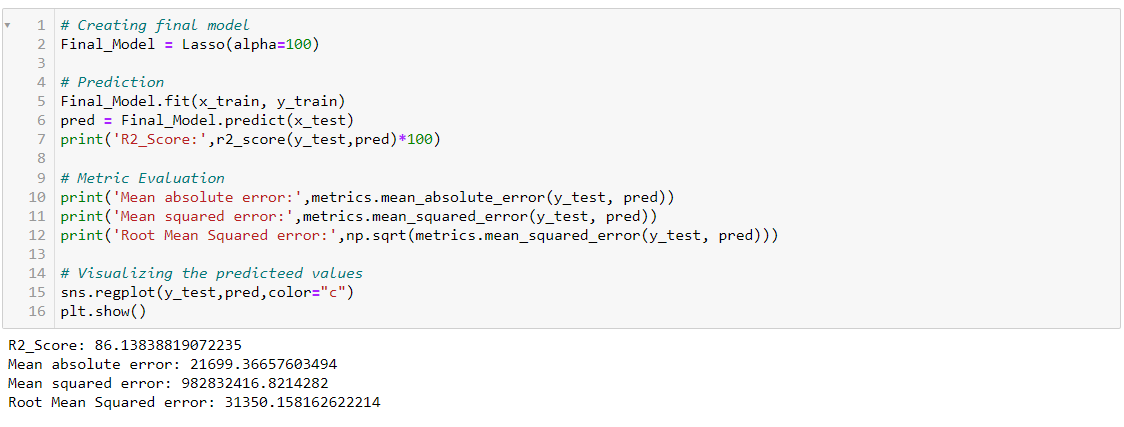 1 # Creating final model
2 Final_Model = Lasso(alpha=100)
3
4 # Prediction
5 Final_Model.fit(x_train, y_train)
6 pred = Final_Model.predict(x_test)
7 print('R2_Score:',r2_score(y_test,pred)*100)
8
9 # Metric Evaluation
10 print('Mean absolute error:',metrics.mean_absolute_error(y_test, pred))
11 print('Mean squared error:',metrics.mean_squared_error(y_test, pred))
12 print('Root Mean Squared error:',np.sqrt(metrics.mean_squared_error(y_test, pred)))
13
14 # Visualizing the predicteed values
15 sns.regplot(y_test,pred,color="c")
16 plt.show()
R2_Score: 86.13838819072235
Mean absolute error: 21699.36657603494
Mean squared error: 982832416.8214282
Root Mean Squared error: 31350.158162622214